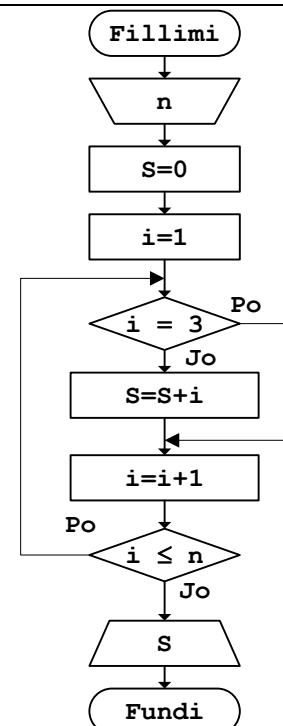 Fillimi
n
S=0
i=1
i = 3
Po
Jo
S=S+i
i=i+1
Po
i ≤ n
Jo
S
Fundi